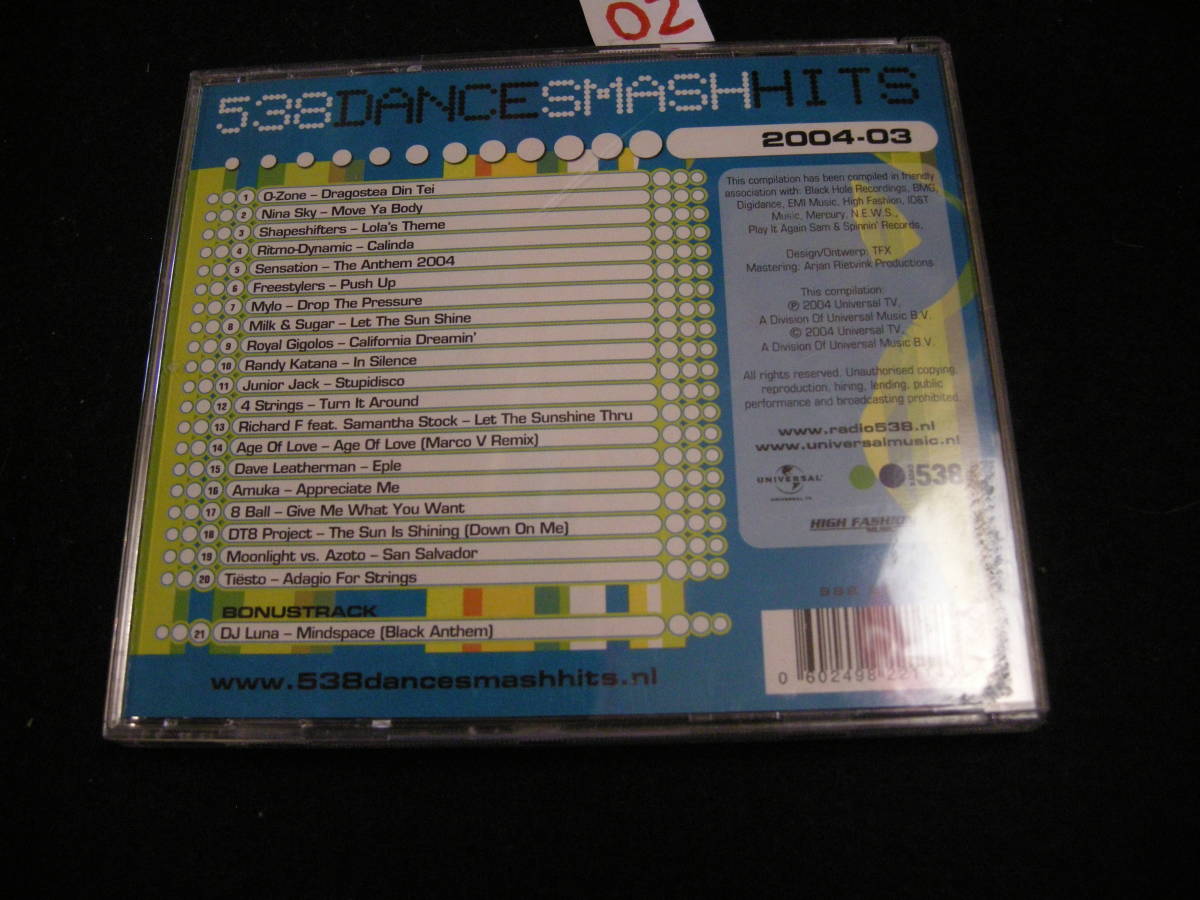 02
538DANCESMASHHITS
2004-03
1 O-Zone – Dragostea Din Tei
2 Nina Sky – Move Ya Body
3 Shapeshifters – Lola's Theme
4 Ritmo-Dynamic – Calinda
5 Sensation – The Anthem 2004
6 Freestylers – Push Up
7 Mylo – Drop The Pressure
8 Milk & Sugar – Let The Sun Shine
9 Royal Gigolos – California Dreamin'
10 Randy Katana – In Silence
11 Junior Jack – Stupidisco
12 4 Strings – Turn It Around
13 Richard F feat. Samantha Stock – Let The Sunshine Thru
14 Age Of Love – Age Of Love (Marco V Remix)
15 Dave Leatherman – Eple
16 Amuka – Appreciate Me
17 8 Ball – Give Me What You Want
18 DT8 Project – The Sun Is Shining (Down On Me)
19 Moonlight vs. Azoto – San Salvador
20 Tiësto – Adagio For Strings
BONUSTRACK
21 DJ Luna – Mindspace (Black Anthem)
www.538dancesmashhits.nl
This compilation has been compiled in friendly
association with: Black Hole Recordings, BMG,
Digidance, EMI Music, High Fashion, ID&T
Music, Mercury, N.E.W.S.,
Play It Again Sam & Spinnin' Records.
Design/Ontwerp: TFX
Mastering: Arjan Rietvink Productions
This compilation:
℗ 2004 Universal TV,
A Division Of Universal Music B.V.
© 2004 Universal TV,
A Division Of Universal Music B.V.
All rights reserved. Unauthorised copying,
reproduction, hiring, lending, public
performance and broadcasting prohibited.
www.radio538.nl
www.universalmusic.nl
UNIVERSAL
UNIVERSAL TV
538
HIGH FASHION
MUSIC
0 602498